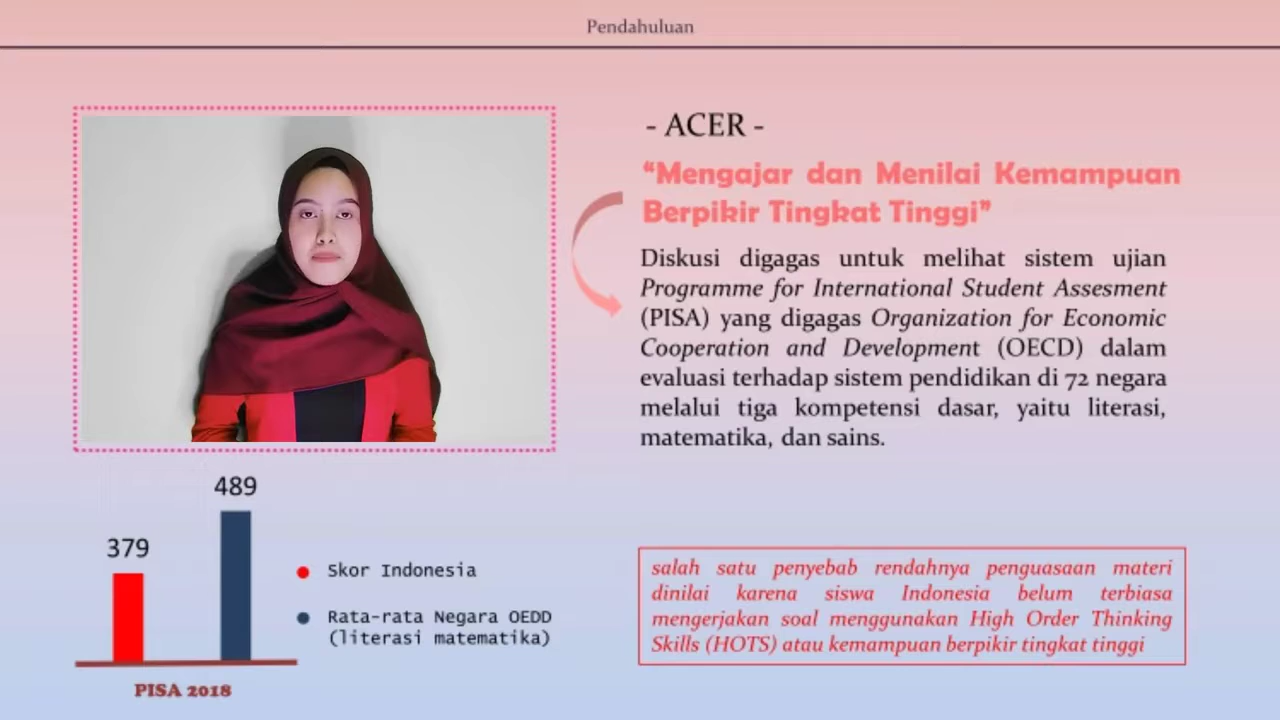 Pendahuluan
- ACER -
“Mengajar dan Menilai Kemampuan
Berpikir Tingkat Tinggi”
Diskusi digagas untuk melihat sistem ujian
Programme for International Student Assesment
(PISA) yang digagas Organization for Economic
Cooperation and Development (OECD) dalam
evaluasi terhadap sistem pendidikan di 72 negara
melalui tiga kompetensi dasar, yaitu literasi,
matematika, dan sains.
489
379
Skor Indonesia
Rata-rata Negara OEDD
(literasi matematika)
PISA 2018
salah satu penyebab rendahnya penguasaan materi
dinilai karena siswa Indonesia belum terbiasa
mengerjakan soal menggunakan High Order Thinking
Skills (HOTS) atau kemampuan berpikir tingkat tinggi